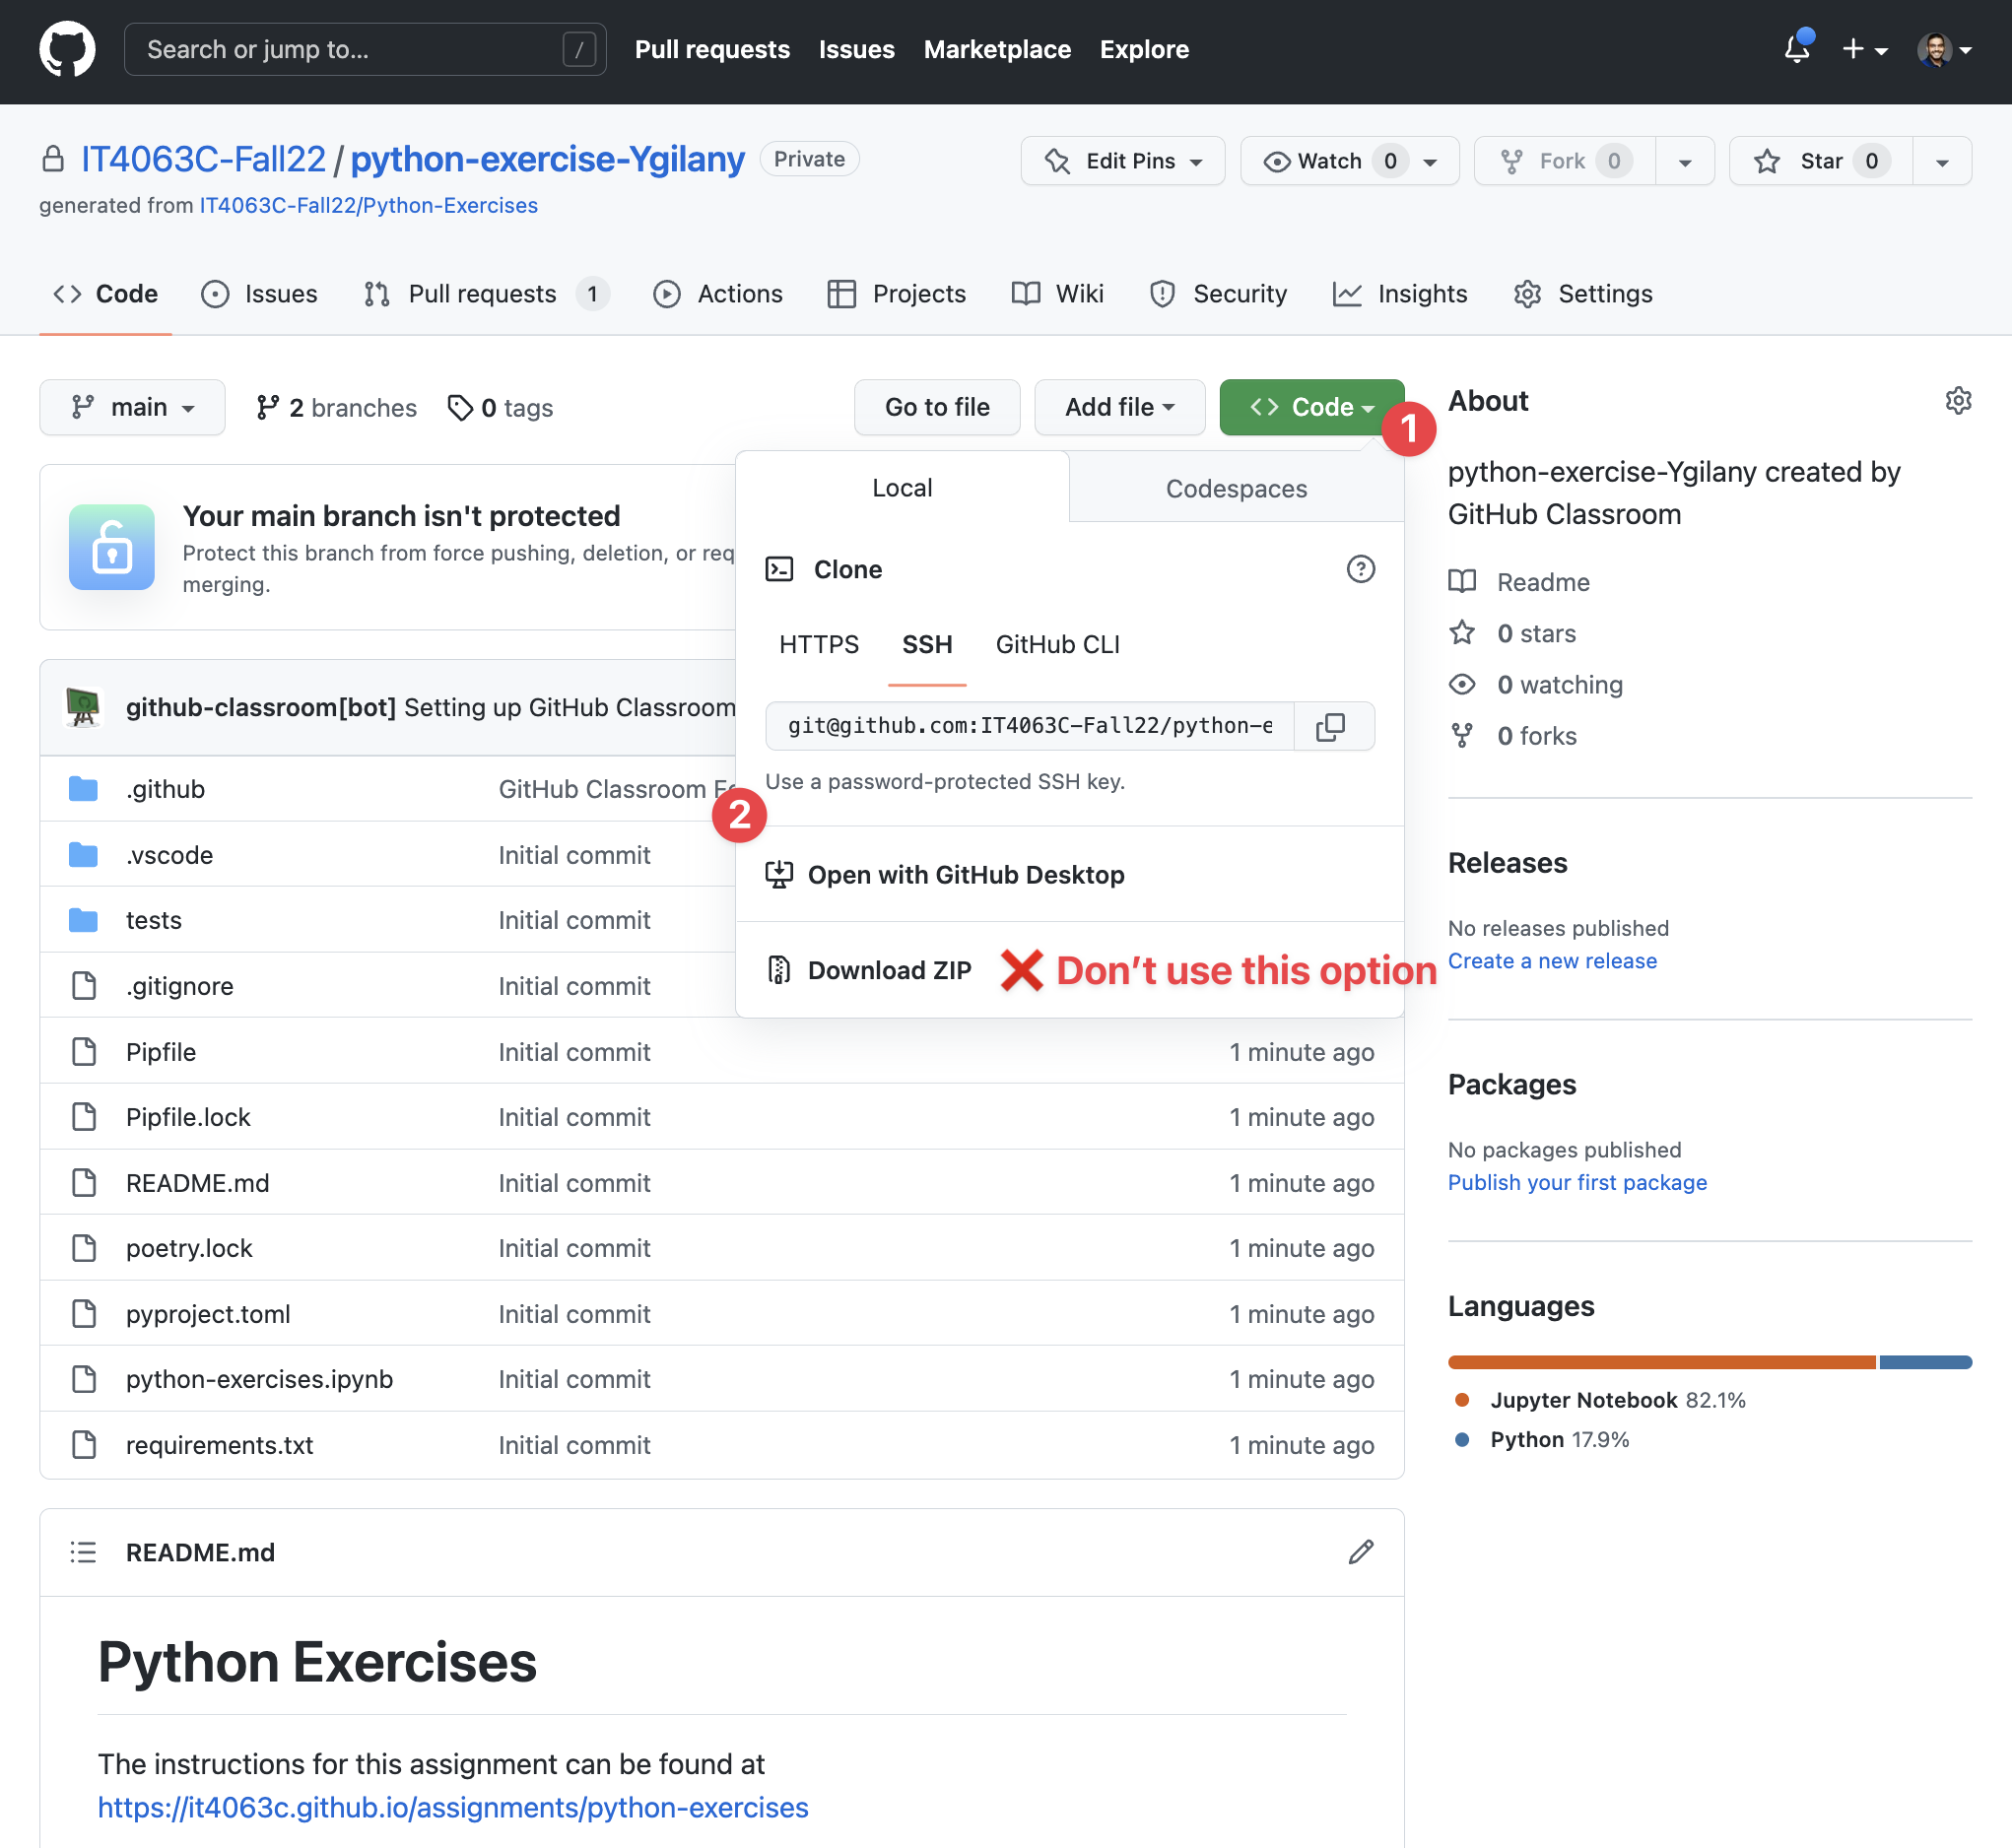 Search or jump to... /
Pull requests Issues Marketplace Explore
IT4063C-Fall22 / python-exercise-Ygilany Private
Edit Pins Watch 0 Fork 0 Star 0
generated from IT4063C-Fall22/Python-Exercises
Code Issues Pull requests 1 Actions Projects Wiki Security Insights Settings
main 2 branches 0 tags Go to file Add file Code 1
Local Codespaces
Clone
HTTPS SSH GitHub CLI
git@github.com:IT4063C-Fall22/python-e
Use a password-protected SSH key.
2
Open with GitHub Desktop
Download ZIP ❌ Don't use this option
Your main branch isn't protected
Protect this branch from force pushing, deletion, or req
merging.
github-classroom[bot] Setting up GitHub Classroom
.github GitHub Classroom Fe
.vscode Initial commit
tests Initial commit
.gitignore Initial commit
Pipfile Initial commit 1 minute ago
Pipfile.lock Initial commit 1 minute ago
README.md Initial commit 1 minute ago
poetry.lock Initial commit 1 minute ago
pyproject.toml Initial commit 1 minute ago
python-exercises.ipynb Initial commit 1 minute ago
requirements.txt Initial commit 1 minute ago
README.md
Python Exercises
The instructions for this assignment can be found at
https://it4063c.github.io/assignments/python-exercises
About
python-exercise-Ygilany created by
GitHub Classroom
Readme
0 stars
0 watching
0 forks
Releases
No releases published
Create a new release
Packages
No packages published
Publish your first package
Languages
Jupyter Notebook 82.1%
Python 17.9%